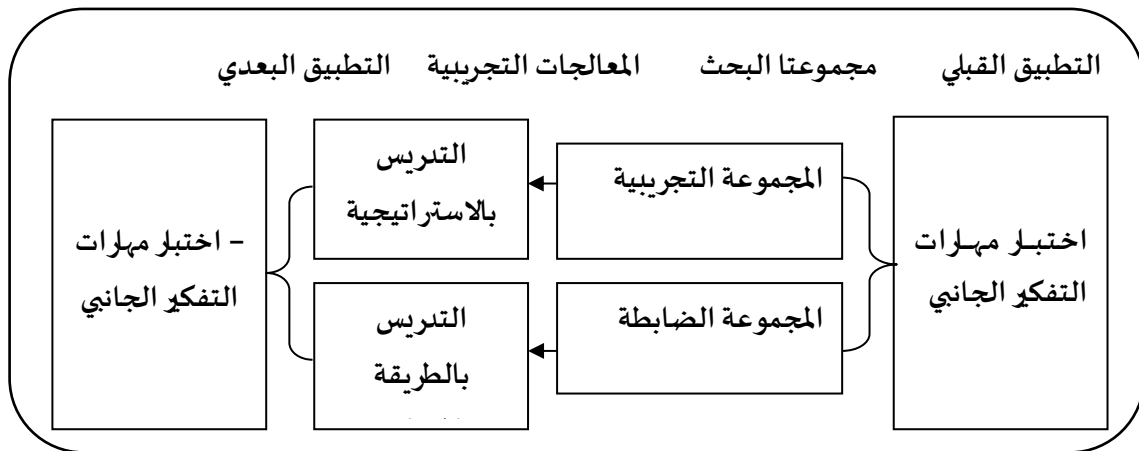 التطبيق القبلي مجموعتا البحث المعالجات التجريبية التطبيق البعدي
اختبار مهارات
التفكير الجانبي
المجموعة التجريبية
المجموعة الضابطة
التدريس
بالاستراتيجية
التدريس
بالطريقة
- اختبار مهارات
التفكير الجانبي